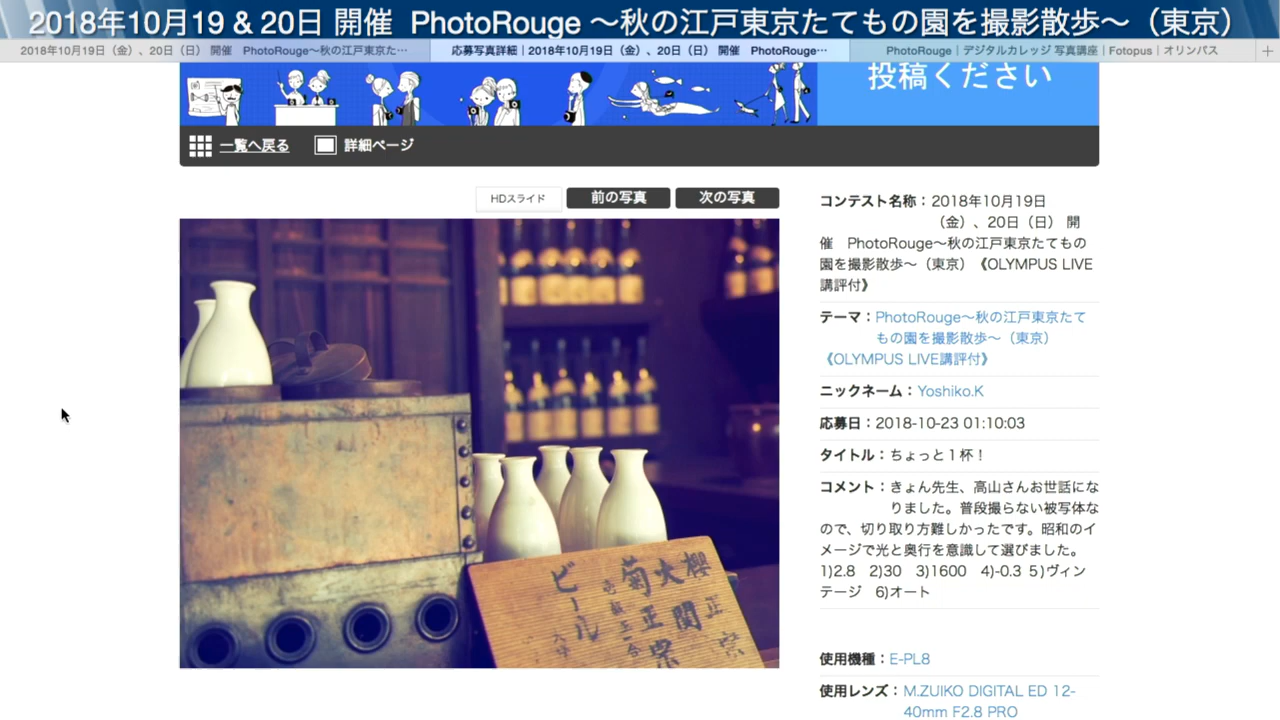 2018年10月19 & 20日 開催  PhotoRouge ～秋の江戸東京たてもの園を撮影散歩～（東京）
2018年10月19日（金）、20日（日） 開催　PhotoRouge～秋の江戸東京た…
応募写真詳細｜2018年10月19日（金）、20日（日） 開催　PhotoRouge…
PhotoRouge｜デジタルカレッジ 写真講座｜Fotopus｜オリンパス
投稿ください
一覧へ戻る
詳細ページ
HDスライド
前の写真
次の写真
コンテスト名称：2018年10月19日
（金）、20日（日） 開
催　PhotoRouge～秋の江戸東京たてもの
園を撮影散歩～（東京）《OLYMPUS LIVE
講評付》
テーマ：PhotoRouge～秋の江戸東京たて
もの園を撮影散歩～（東京）
《OLYMPUS LIVE講評付》
ニックネーム：Yoshiko.K
応募日：2018-10-23 01:10:03
タイトル：ちょっと１杯！
コメント：きょん先生、高山さんお世話にな
りました。普段撮らない被写体な
ので、切り取り方難しかったです。昭和のイ
メージで光と奥行を意識して選びました。
1)2.8　2)30　3)1600　4)-0.3 5)ヴィン
テージ　6)オート
使用機種：E-PL8
使用レンズ：M.ZUIKO DIGITAL ED 12-
40mm F2.8 PRO
櫻正宗
大関
菊正宗
ビール